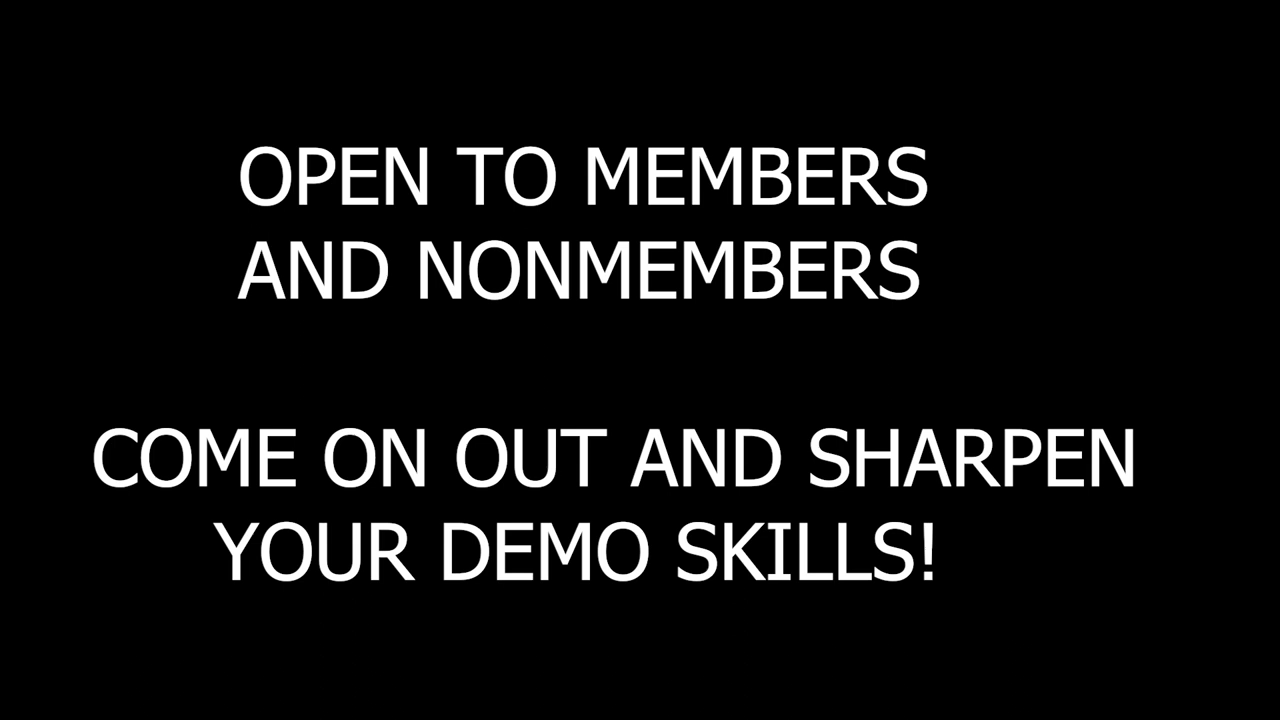 OPEN TO MEMBERS
AND NONMEMBERS
COME ON OUT AND SHARPEN
YOUR DEMO SKILLS!